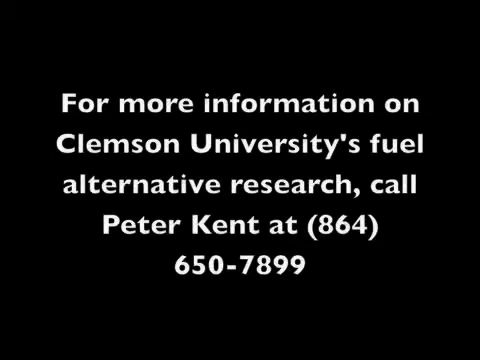 For more information on
Clemson University's fuel
alternative research, call
Peter Kent at (864)
650-7899